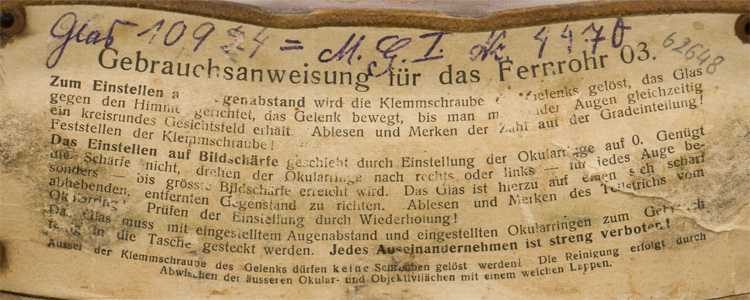 Glas 10924 = M.G.I. № 4470
62648
Gebrauchsanweisung für das Fernrohr 03.
Zum Einstellen a genabstand wird die Klemmschraube elenks gelöst, das Glas
gegen den Himm gerichtet, das Gelenk bewegt, bis man m der Augen gleichzeitig
ein kreisrundes Gesichtsfeld erhält. Ablesen und Merken der Zahl auf der Gradeinteilung!
Feststellen der Klemmschraube!
Das Einstellen auf Bildschärfe geschieht durch Einstellung der Okularringe auf 0. Genügt
die Schärfe nicht, drehen der Okularringe nach rechts oder links — für jedes Auge be-
sonders — bis grösste Bildschärfe erreicht wird. Das Glas ist hierzu auf einen sch scharf
abhebenden, entfernten Gegenstand zu richten. Ablesen und Merken des Teilstrichs vom
Okularring! Prüfen der Einstellung durch Wiederholung!
Das Glas muss mit eingestelltem Augenabstand und eingestellten Okularringen zum Gebrauch
in die Tasche gesteckt werden. Jedes Auseinandernehmen ist streng verboten!
Ausser der Klemmschraube des Gelenks dürfen keine Schrauben gelöst werden! Die Reinigung erfolgt durch
Abwischen der äusseren Okular- und Objektivflächen mit einem weichen Lappen.